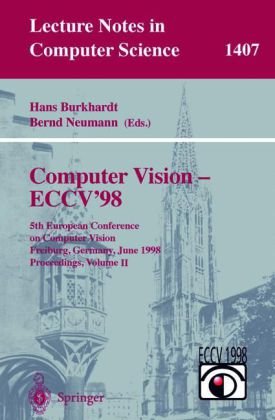 Lecture Notes in
Computer Science 1407
Hans Burkhardt
Bernd Neumann (Eds.)
Computer Vision –
ECCV'98
5th European Conference
on Computer Vision
Freiburg, Germany, June 1998
Proceedings, Volume II
ECCV 1998
Springer